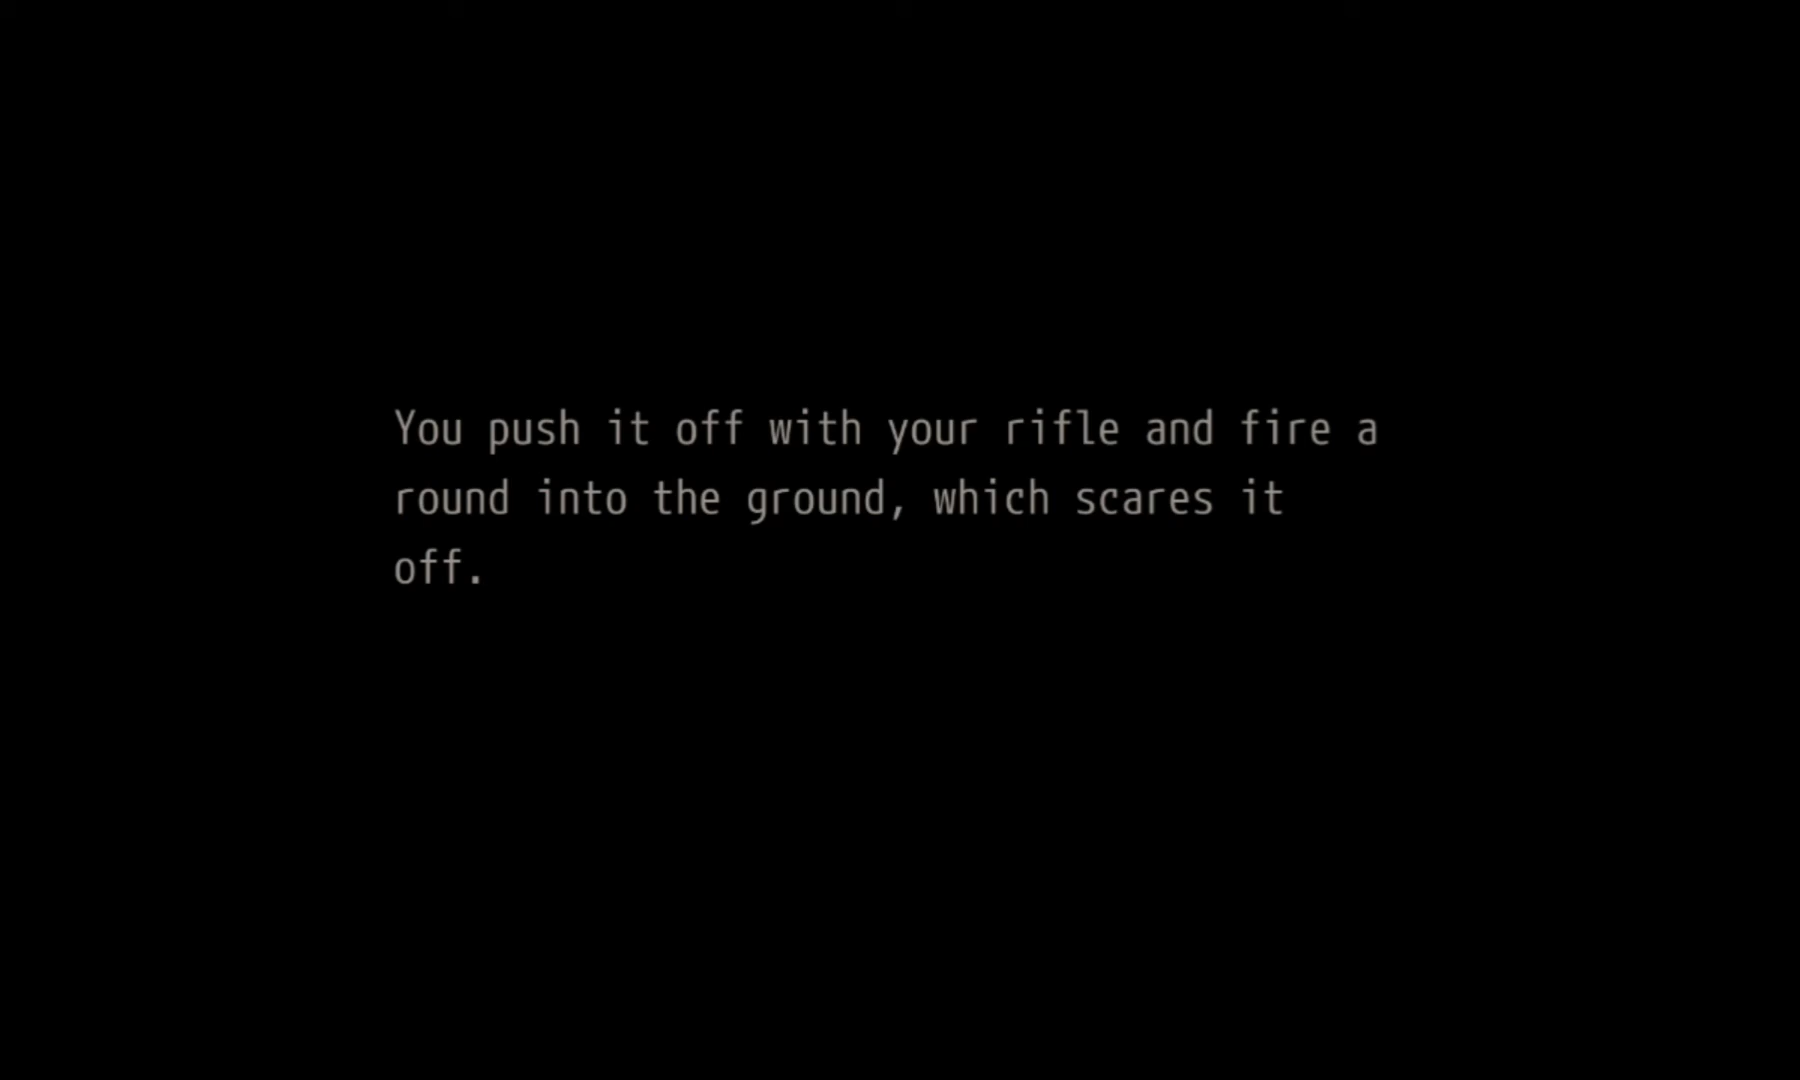 You push it off with your rifle and fire a
round into the ground, which scares it
off.